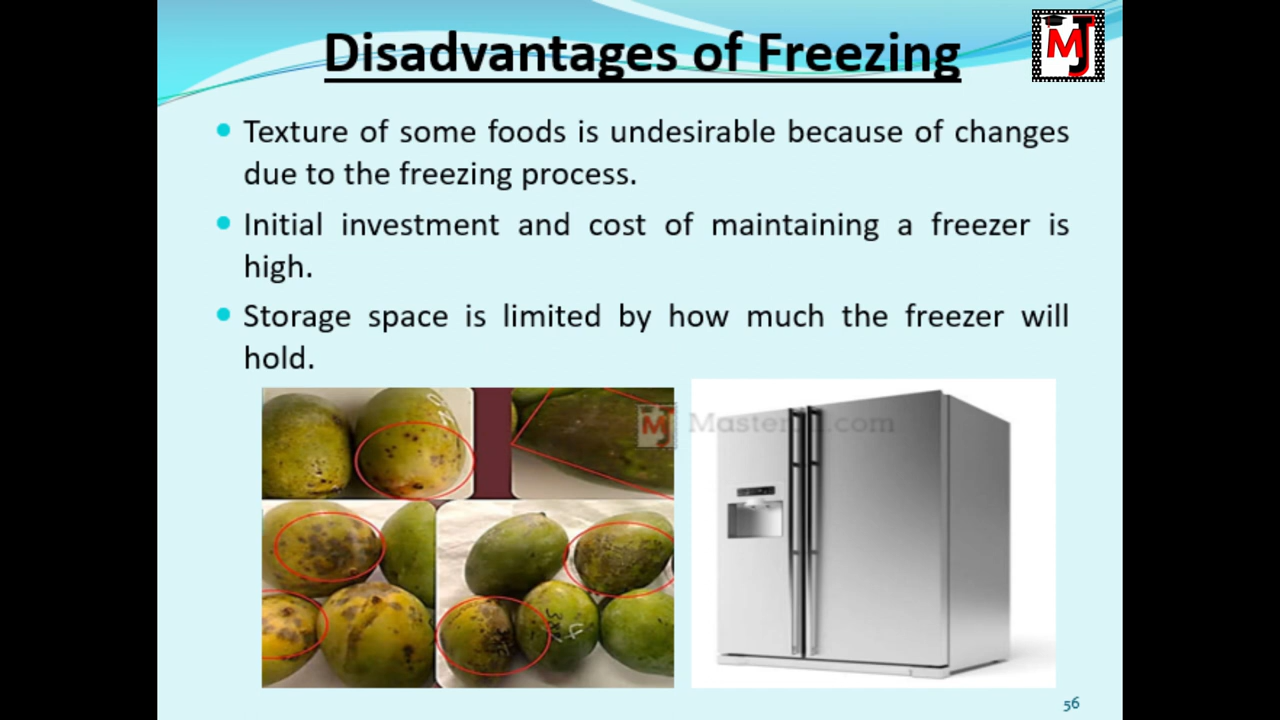 Disadvantages of Freezing
MJ
Texture of some foods is undesirable because of changes
due to the freezing process.
Initial investment and cost of maintaining a freezer is
high.
Storage space is limited by how much the freezer will
hold.
56